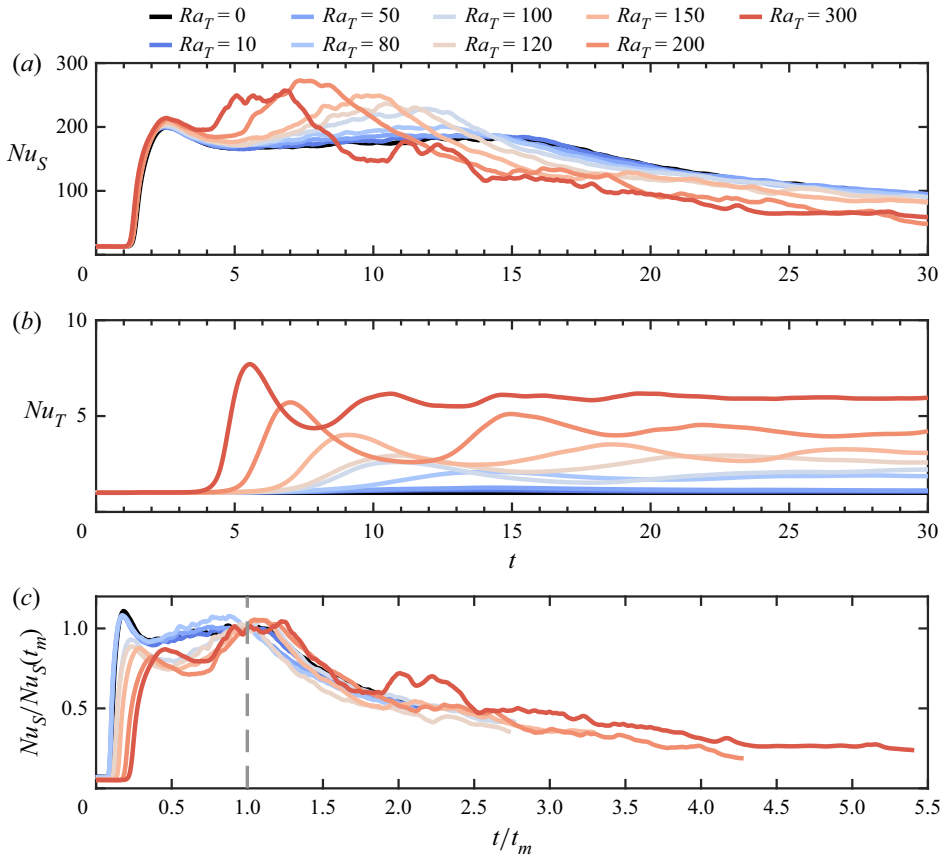 Ra_T = 0 Ra_T = 50 Ra_T = 100 Ra_T = 150 Ra_T = 300
Ra_T = 10 Ra_T = 80 Ra_T = 120 Ra_T = 200
(a)
300
200
Nu_S
100
0 5 10 15 20 25 30
(b)
10
Nu_T
5
0 5 10 15 20 25 30
t
(c)
1.0
Nu_S/Nu_S(t_m)
0.5
0 0.5 1.0 1.5 2.0 2.5 3.0 3.5 4.0 4.5 5.0 5.5
t/t_m